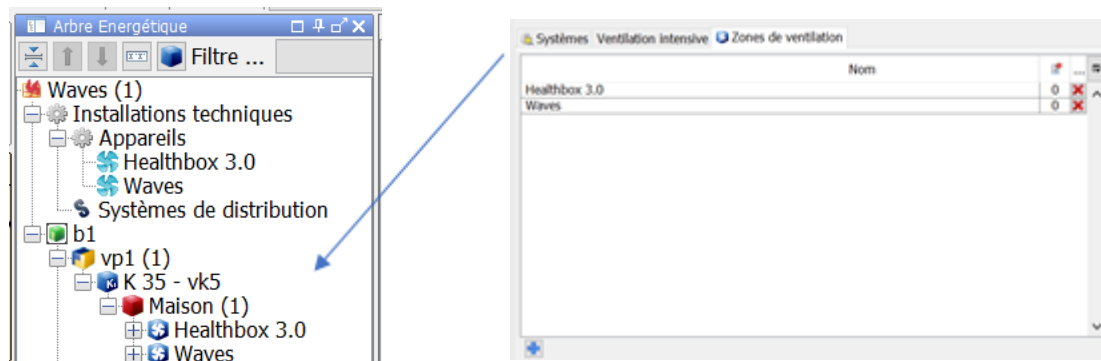 Arbre Energétique
Filtre ...
Waves (1)
Installations techniques
Appareils
Healthbox 3.0
Waves
Systèmes de distribution
b1
vp1 (1)
K 35 - vk5
Maison (1)
Healthbox 3.0
Waves
Systèmes Ventilation intensive Zones de ventilation
Nom ...
Healthbox 3.0 0
Waves 0